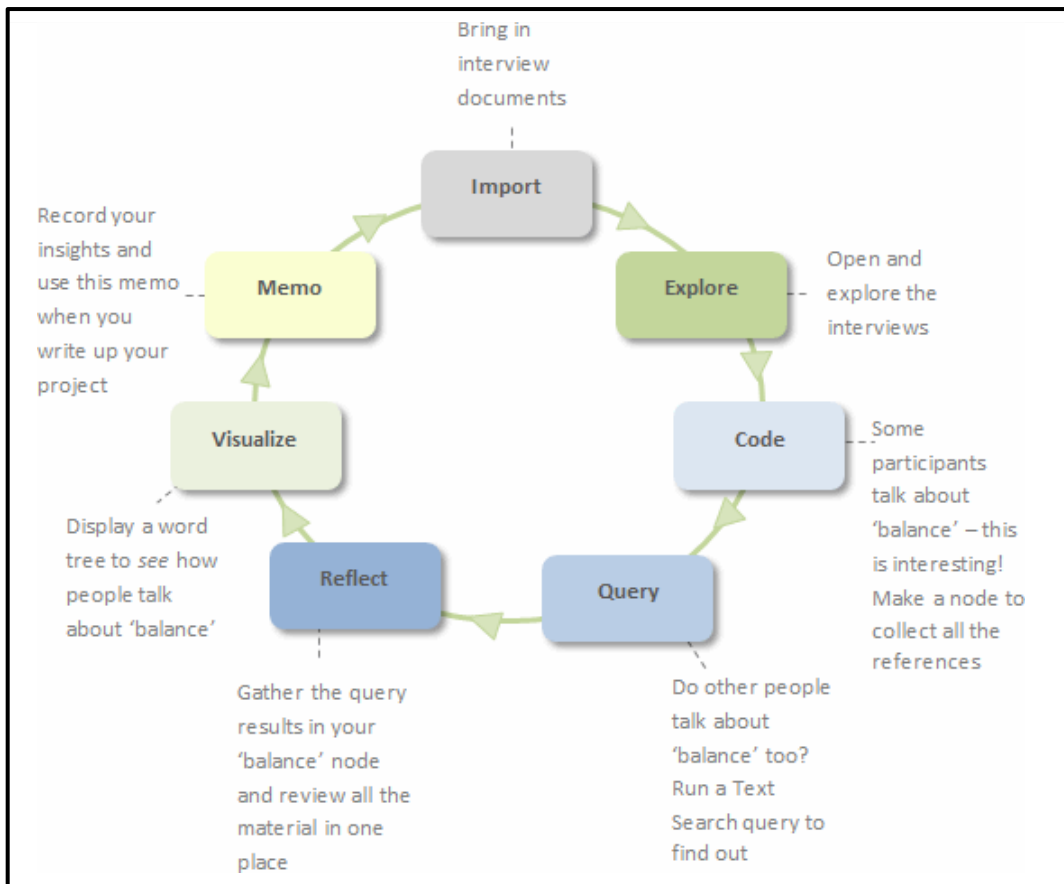 Bring in
interview
documents
Import
Explore
Open and
explore the
interviews
Code
Some
participants
talk about
‘balance’ – this
is interesting!
Make a node to
collect all the
references
Query
Do other people
talk about
‘balance’ too?
Run a Text
Search query to
find out
Reflect
Gather the query
results in your
‘balance’ node
and review all the
material in one
place
Visualize
Display a word
tree to see how
people talk
about ‘balance’
Memo
Record your
insights and
use this memo
when you
write up your
project